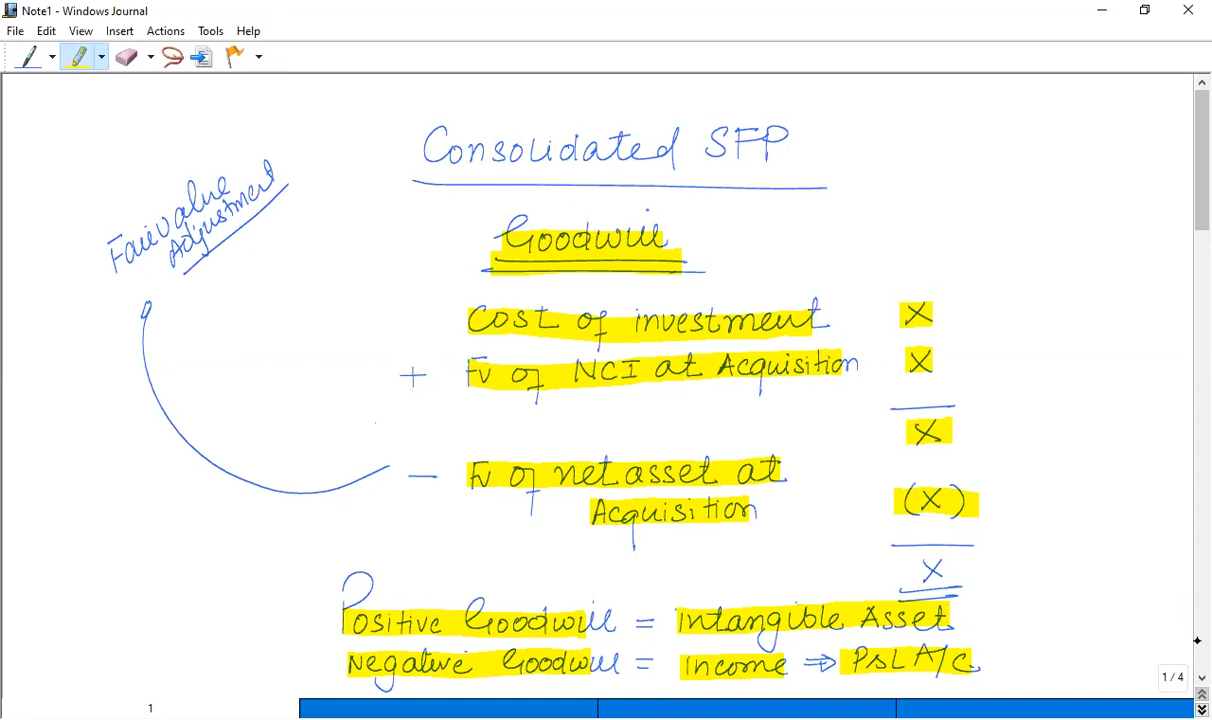 Note1 - Windows Journal
File Edit View Insert Actions Tools Help
Consolidated SFP
Fair value
Adjustment
Goodwill
Cost of investment X
+ Fv of NCI at Acquisition X
X
- Fv of net asset at
Acquisition (X)
X
Positive Goodwill = Intangible Asset
Negative Goodwill = income ⇒ P&L A/C
1 / 4
1